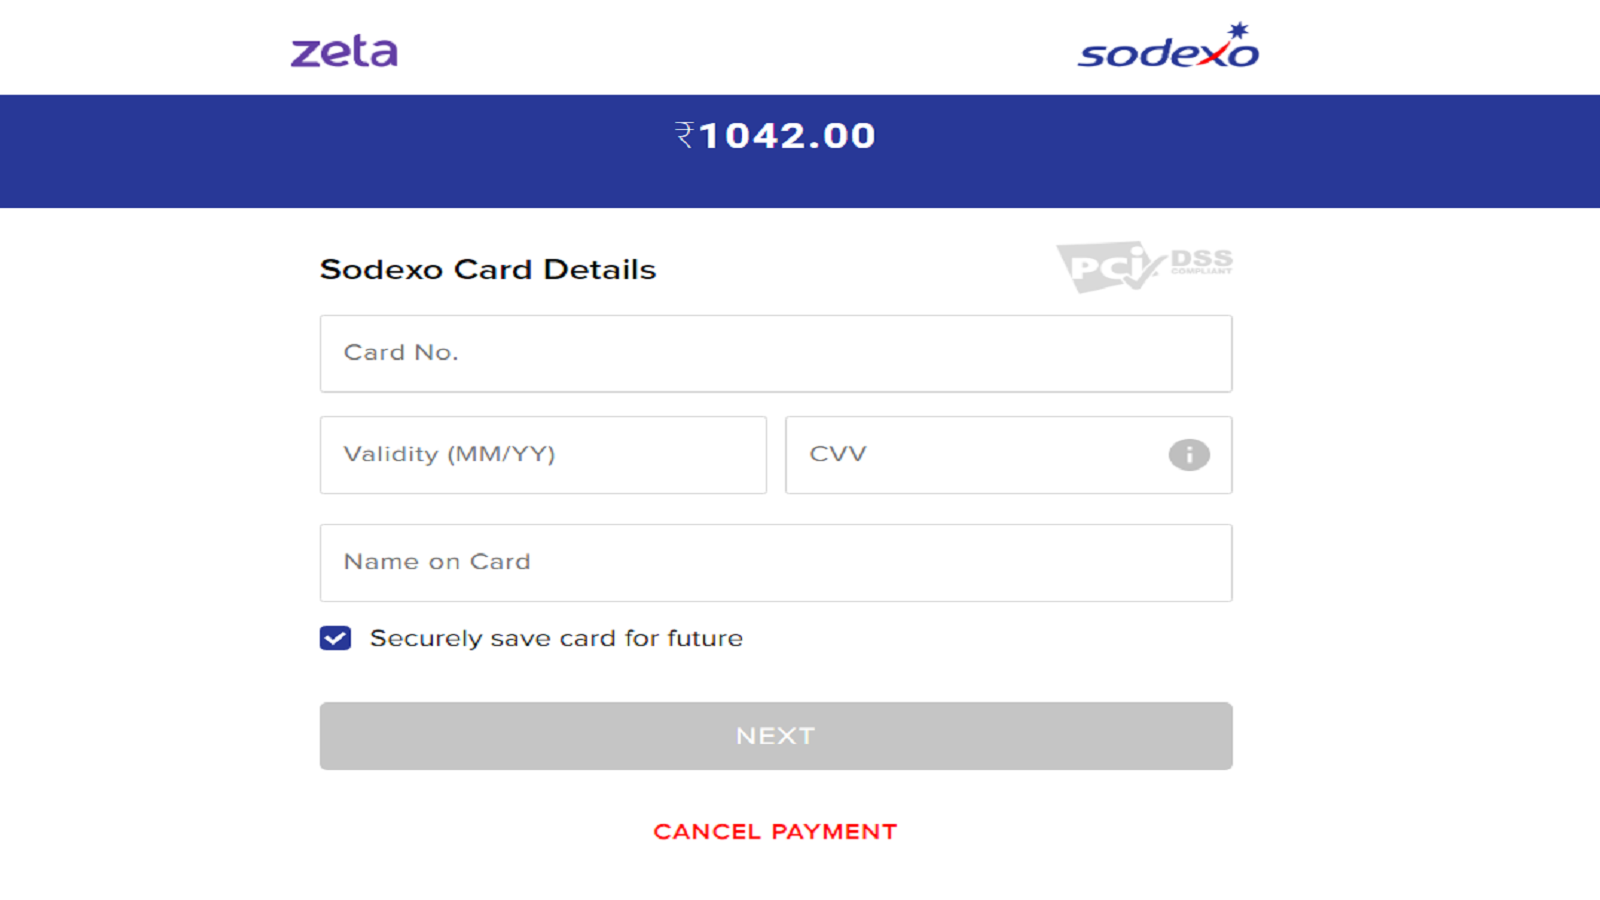 zeta
sodexo
₹1042.00
Sodexo Card Details
PCi DSS
COMPLIANT
Card No.
Validity (MM/YY)
CVV
i
Name on Card
Securely save card for future
NEXT
CANCEL PAYMENT